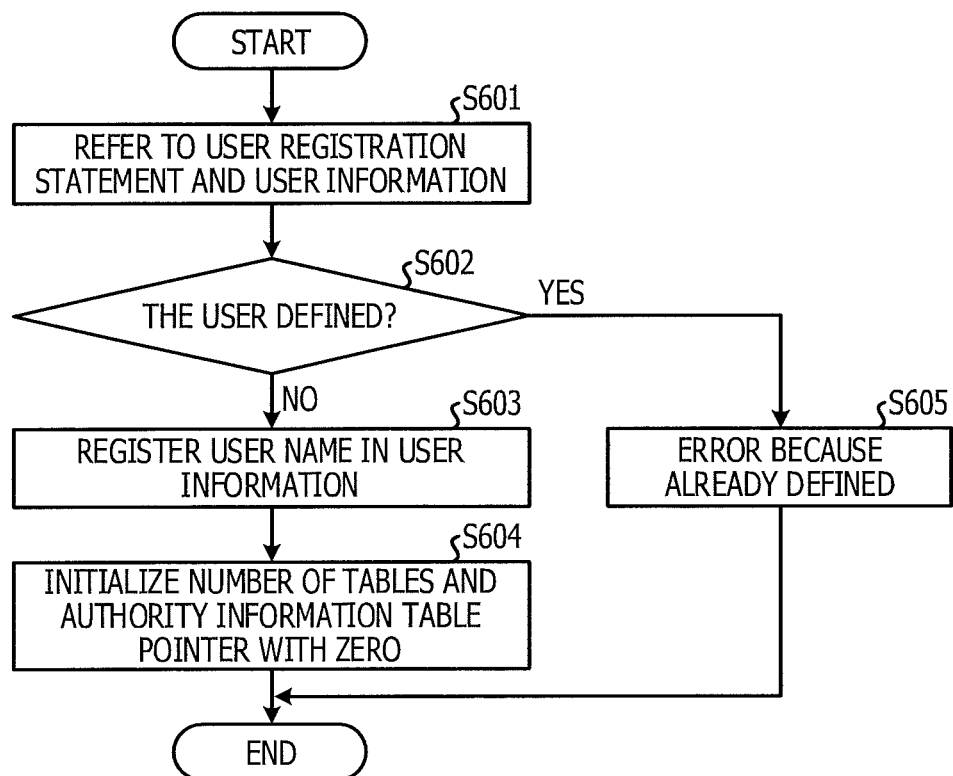 START
S601
REFER TO USER REGISTRATION
STATEMENT AND USER INFORMATION
S602
THE USER DEFINED?
YES
NO
S603
REGISTER USER NAME IN USER
INFORMATION
S605
ERROR BECAUSE
ALREADY DEFINED
S604
INITIALIZE NUMBER OF TABLES AND
AUTHORITY INFORMATION TABLE
POINTER WITH ZERO
END